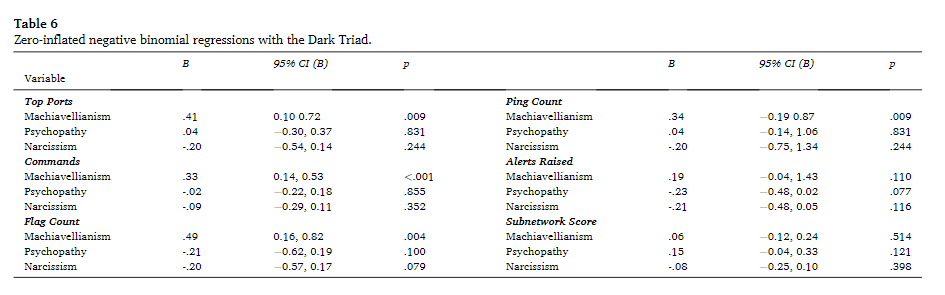 Table 6
Zero-inflated negative binomial regressions with the Dark Triad.
B 95% CI (B) p B 95% CI (B) p
Variable
Top Ports Ping Count
Machiavellianism .41 0.10 0.72 .009 Machiavellianism .34 −0.19 0.87 .009
Psychopathy .04 −0.30, 0.37 .831 Psychopathy .04 −0.14, 1.06 .831
Narcissism -.20 −0.54, 0.14 .244 Narcissism -.20 −0.75, 1.34 .244
Commands Alerts Raised
Machiavellianism .33 0.14, 0.53 <.001 Machiavellianism .19 −0.04, 1.43 .110
Psychopathy -.02 −0.22, 0.18 .855 Psychopathy -.23 −0.48, 0.02 .077
Narcissism -.09 −0.29, 0.11 .352 Narcissism -.21 −0.48, 0.05 .116
Flag Count Subnetwork Score
Machiavellianism .49 0.16, 0.82 .004 Machiavellianism .06 −0.12, 0.24 .514
Psychopathy -.21 −0.62, 0.19 .100 Psychopathy .15 −0.04, 0.33 .121
Narcissism -.20 −0.57, 0.17 .079 Narcissism -.08 −0.25, 0.10 .398